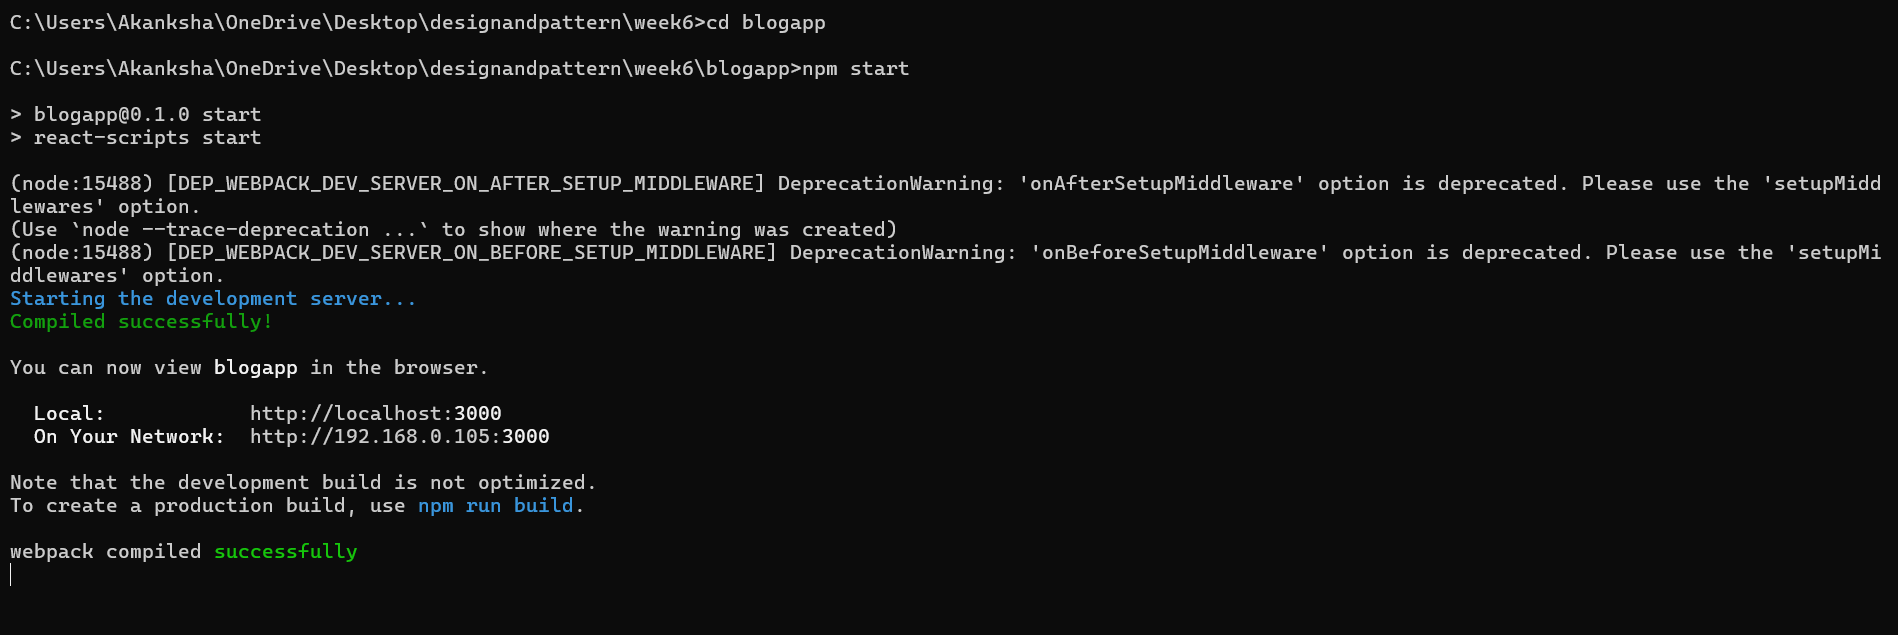 C:\Users\Akanksha\OneDrive\Desktop\designandpattern\week6>cd blogapp
C:\Users\Akanksha\OneDrive\Desktop\designandpattern\week6\blogapp>npm start
> blogapp@0.1.0 start
> react-scripts start
(node:15488) [DEP_WEBPACK_DEV_SERVER_ON_AFTER_SETUP_MIDDLEWARE] DeprecationWarning: 'onAfterSetupMiddleware' option is deprecated. Please use the 'setupMidd
lewares' option.
(Use `node --trace-deprecation ...` to show where the warning was created)
(node:15488) [DEP_WEBPACK_DEV_SERVER_ON_BEFORE_SETUP_MIDDLEWARE] DeprecationWarning: 'onBeforeSetupMiddleware' option is deprecated. Please use the 'setupMi
ddlewares' option.
Starting the development server...
Compiled successfully!
You can now view blogapp in the browser.
Local:            http://localhost:3000
On Your Network:  http://192.168.0.105:3000
Note that the development build is not optimized.
To create a production build, use npm run build.
webpack compiled successfully